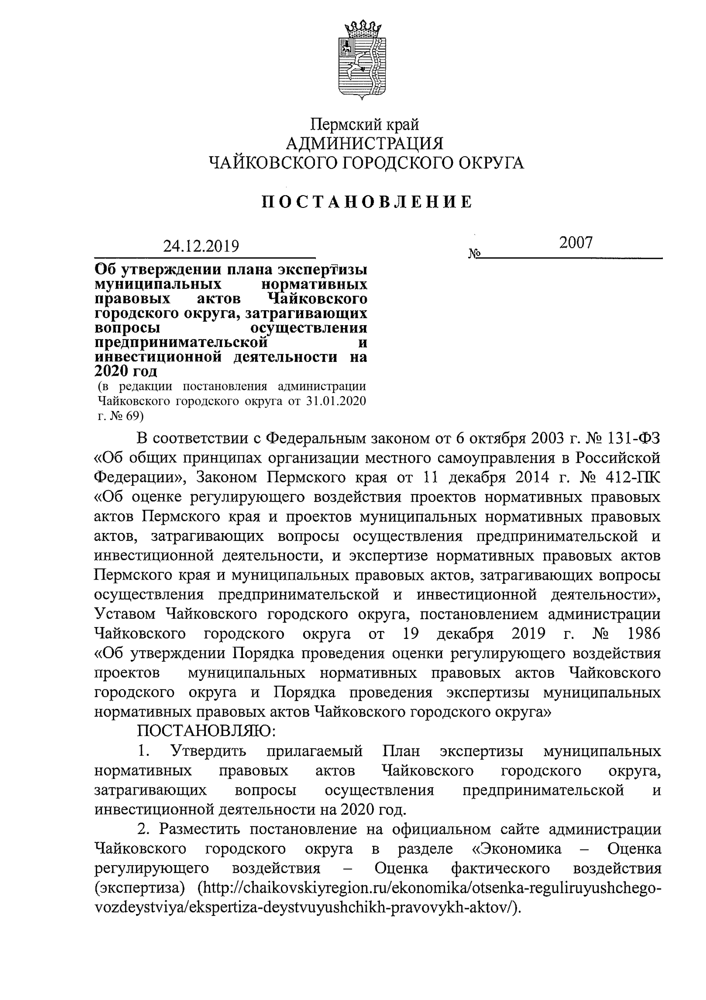 Пермский край
АДМИНИСТРАЦИЯ
ЧАЙКОВСКОГО ГОРОДСКОГО ОКРУГА
ПОСТАНОВЛЕНИЕ
24.12.2019
№ 2007
Об утверждении плана экспертизы
муниципальных нормативных
правовых актов Чайковского
городского округа, затрагивающих
вопросы осуществления
предпринимательской и
инвестиционной деятельности на
2020 год
(в редакции постановления администрации
Чайковского городского округа от 31.01.2020
г. № 69)
В соответствии с Федеральным законом от 6 октября 2003 г. № 131-ФЗ
«Об общих принципах организации местного самоуправления в Российской
Федерации», Законом Пермского края от 11 декабря 2014 г. № 412-ПК
«Об оценке регулирующего воздействия проектов нормативных правовых
актов Пермского края и проектов муниципальных нормативных правовых
актов, затрагивающих вопросы осуществления предпринимательской и
инвестиционной деятельности, и экспертизе нормативных правовых актов
Пермского края и муниципальных правовых актов, затрагивающих вопросы
осуществления предпринимательской и инвестиционной деятельности»,
Уставом Чайковского городского округа, постановлением администрации
Чайковского городского округа от 19 декабря 2019 г. № 1986
«Об утверждении Порядка проведения оценки регулирующего воздействия
проектов муниципальных нормативных правовых актов Чайковского
городского округа и Порядка проведения экспертизы муниципальных
нормативных правовых актов Чайковского городского округа»
ПОСТАНОВЛЯЮ:
1. Утвердить прилагаемый План экспертизы муниципальных
нормативных правовых актов Чайковского городского округа,
затрагивающих вопросы осуществления предпринимательской и
инвестиционной деятельности на 2020 год.
2. Разместить постановление на официальном сайте администрации
Чайковского городского округа в разделе «Экономика – Оценка
регулирующего воздействия – Оценка фактического воздействия
(экспертиза) (http://chaikovskiyregion.ru/ekonomika/otsenka-reguliruyushchego-
vozdeystviya/ekspertiza-deystvuyushchikh-pravovykh-aktov/).